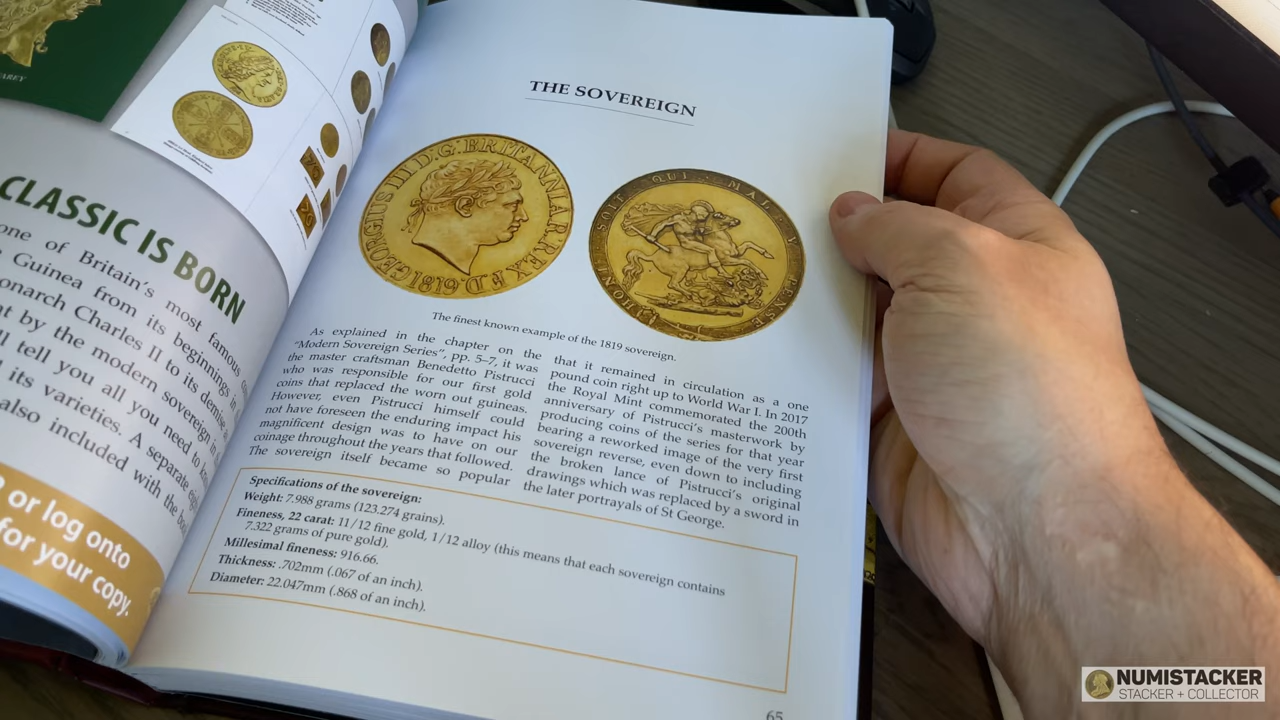 AREY
CLASSIC IS BORN
one of Britain's most famous
Guinea from its beginnings
onarch Charles II to its demise
t by the modern sovereign in
ll tell you all you need to
its varieties. A separate
also included with the
or log onto
for your copy.
THE SOVEREIGN
GEORGIUS III D.G. BRITANNIAR REX F.D.
1819
HONI SOIT QUI MAL Y PENSE
The finest known example of the 1819 sovereign.
As explained in the chapter on the
"Modern Sovereign Series", pp. 5–7, it was
the master craftsman Benedetto Pistrucci
who was responsible for our first gold
coins that replaced the worn out guineas.
However, even Pistrucci himself could
not have foreseen the enduring impact his
magnificent design was to have on our
coinage throughout the years that followed.
The sovereign itself became so popular
that it remained in circulation as a one
pound coin right up to World War I. In 2017
the Royal Mint commemorated the 200th
anniversary of Pistrucci's masterwork by
producing coins of the series for that year
bearing a reworked image of the very first
sovereign reverse, even down to including
the broken lance of Pistrucci's original
drawings which was replaced by a sword in
the later portrayals of St George.
Specifications of the sovereign:
Weight: 7.988 grams (123.274 grains).
Fineness, 22 carat: 11/12 fine gold, 1/12 alloy (this means that each sovereign contains
7.322 grams of pure gold).
Millesimal fineness: 916.66.
Thickness: .702mm (.067 of an inch).
Diameter: 22.047mm (.868 of an inch).
65
NUMISTACKER
STACKER + COLLECTOR